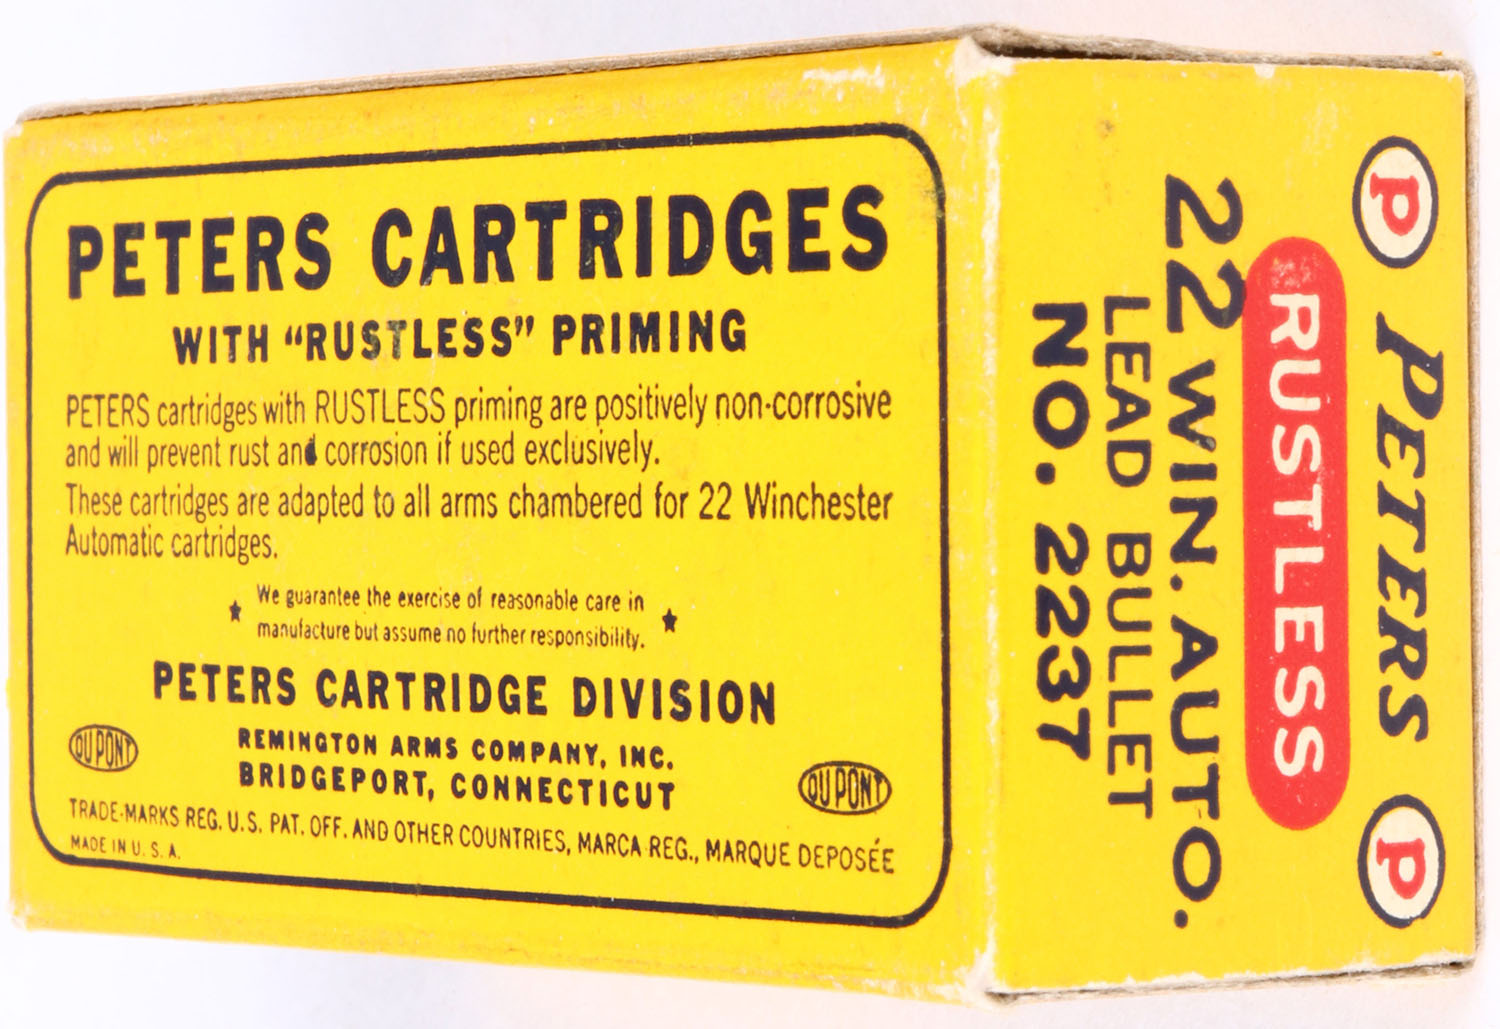 PETERS CARTRIDGES
WITH “RUSTLESS” PRIMING
PETERS cartridges with RUSTLESS priming are positively non-corrosive
and will prevent rust and corrosion if used exclusively.
These cartridges are adapted to all arms chambered for 22 Winchester
Automatic cartridges.
We guarantee the exercise of reasonable care in
manufacture but assume no further responsibility.
PETERS CARTRIDGE DIVISION
REMINGTON ARMS COMPANY, INC.
BRIDGEPORT, CONNECTICUT
DU PONT
DU PONT
TRADE-MARKS REG. U.S. PAT. OFF. AND OTHER COUNTRIES, MARCA REG., MARQUE DEPOSÉE
MADE IN U. S. A.
P PETERS P
RUSTLESS
22 WIN. AUTO.
LEAD BULLET
NO. 2237